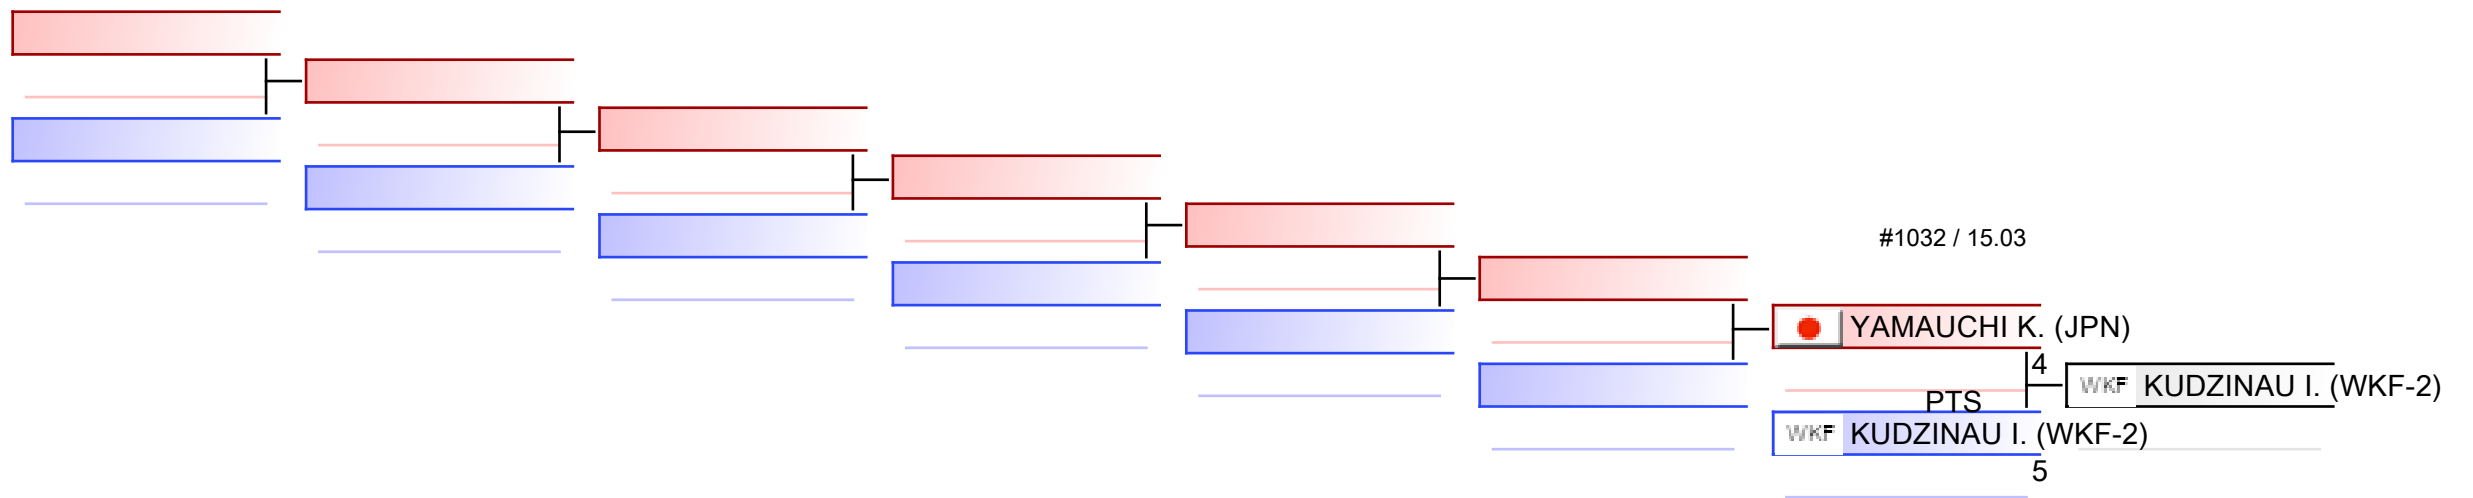 #1032 / 15.03
YAMAUCHI K. (JPN)
4
WKF KUDZINAU I. (WKF-2)
PTS
WKF KUDZINAU I. (WKF-2)
5